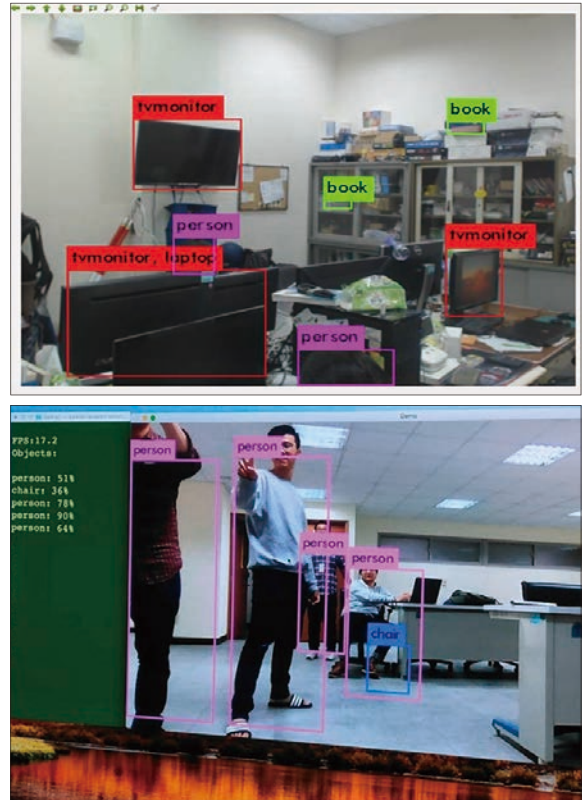 tvmonitor
book
book
person
tvmonitor
tvmonitor, laptop
person
Demo
FPS:17.2
Objects:
person: 51%
chair: 36%
person: 78%
person: 90%
person: 64%
person
person
person
person
chair